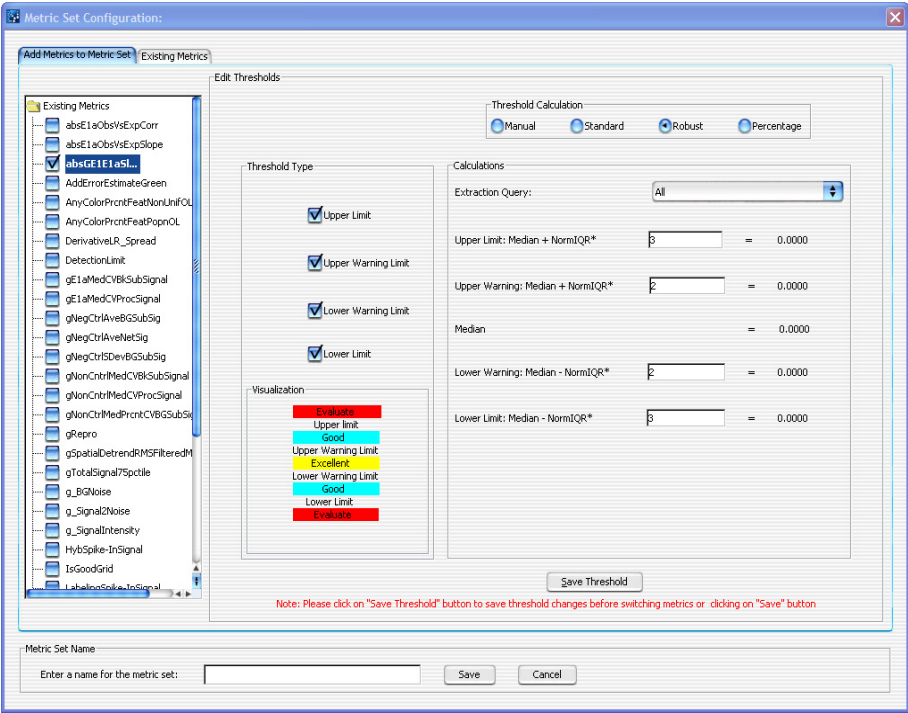 Metric Set Configuration:
Add Metrics to Metric Set
Existing Metrics
Edit Thresholds
Existing Metrics
absE1aObsVsExpCorr
absE1aObsVsExpSlope
absGE1E1aSl...
AddErrorEstimateGreen
AnyColorPrcntFeatNonUnifOL
AnyColorPrcntFeatPopnOL
DerivativeLR_Spread
DetectionLimit
gE1aMedCVBkSubSignal
gE1aMedCVProcSignal
gNegCtrlAveBGSubSig
gNegCtrlAveNetSig
gNegCtrlSDevBGSubSig
gNonCntrlMedCVBkSubSignal
gNonCntrlMedCVProcSignal
gNonCtrlMedPrcntCVBGSubSig
gRepro
gSpatialDetrendRMSFilteredM
gTotalSignal75pctile
g_BGNoise
g_Signal2Noise
g_SignalIntensity
HybSpike-InSignal
IsGoodGrid
LabelingSpike-InSignal
Threshold Calculation
Manual
Standard
Robust
Percentage
Threshold Type
Upper Limit
Upper Warning Limit
Lower Warning Limit
Lower Limit
Visualization
Evaluate
Upper limit
Good
Upper Warning Limit
Excellent
Lower Warning Limit
Good
Lower Limit
Evaluate
Calculations
Extraction Query: All
Upper Limit: Median + NormIQR* 3 = 0.0000
Upper Warning: Median + NormIQR* 2 = 0.0000
Median = 0.0000
Lower Warning: Median - NormIQR* 2 = 0.0000
Lower Limit: Median - NormIQR* 3 = 0.0000
Save Threshold
Note: Please click on "Save Threshold" button to save threshold changes before switching metrics or clicking on "Save" button
Metric Set Name
Enter a name for the metric set:
Save
Cancel